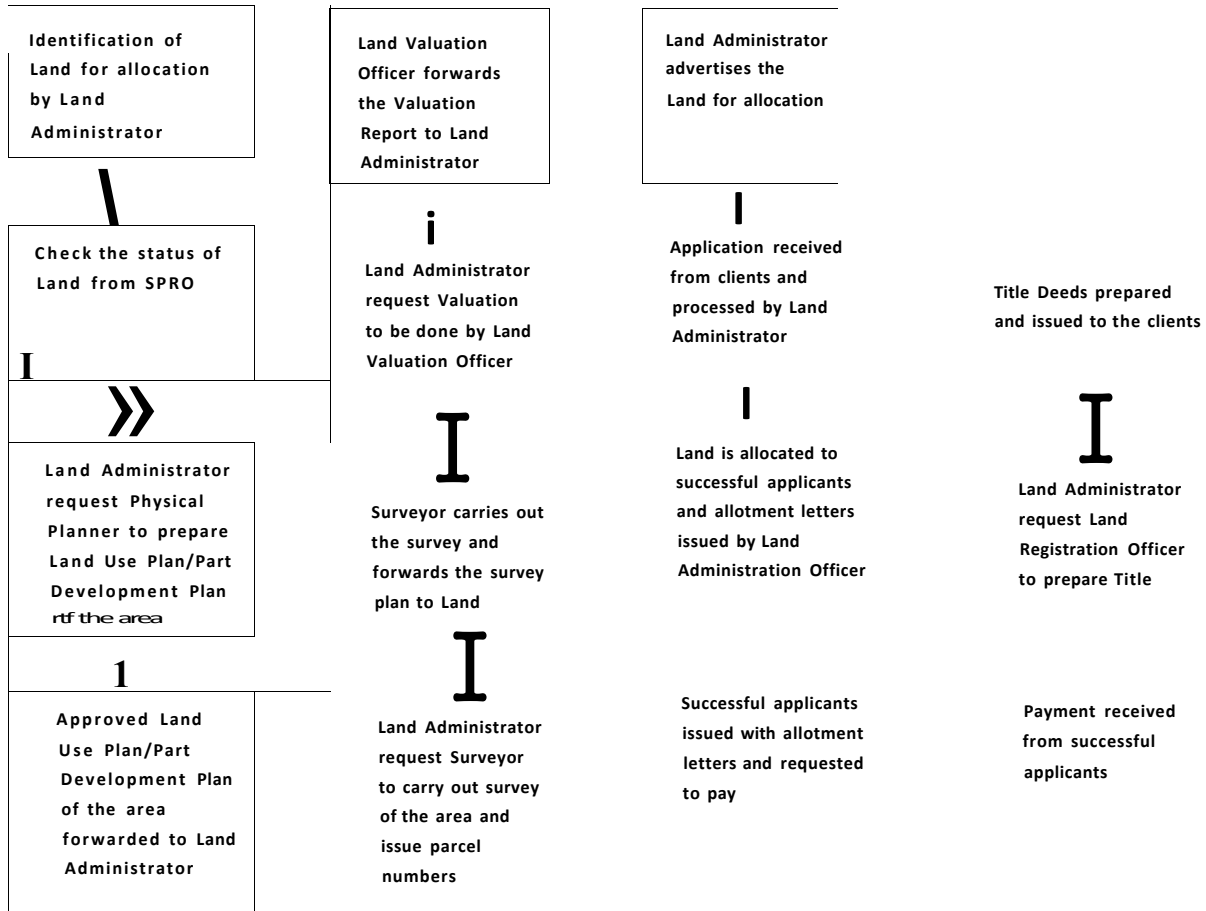 Identification of
Land for allocation
by Land
Administrator
Check the status of
Land from SPRO
Land Administrator
request Physical
Planner to prepare
Land Use Plan/Part
Development Plan
rtf the area
Approved Land
Use Plan/Part
Development Plan
of the area
forwarded to Land
Administrator
Land Valuation
Officer forwards
the Valuation
Report to Land
Administrator
Land Administrator
request Valuation
to be done by Land
Valuation Officer
Surveyor carries out
the survey and
forwards the survey
plan to Land
Land Administrator
request Surveyor
to carry out survey
of the area and
issue parcel
numbers
Land Administrator
advertises the
Land for allocation
Application received
from clients and
processed by Land
Administrator
Land is allocated to
successful applicants
and allotment letters
issued by Land
Administration Officer
Successful applicants
issued with allotment
letters and requested
to pay
Title Deeds prepared
and issued to the clients
Land Administrator
request Land
Registration Officer
to prepare Title
Payment received
from successful
applicants